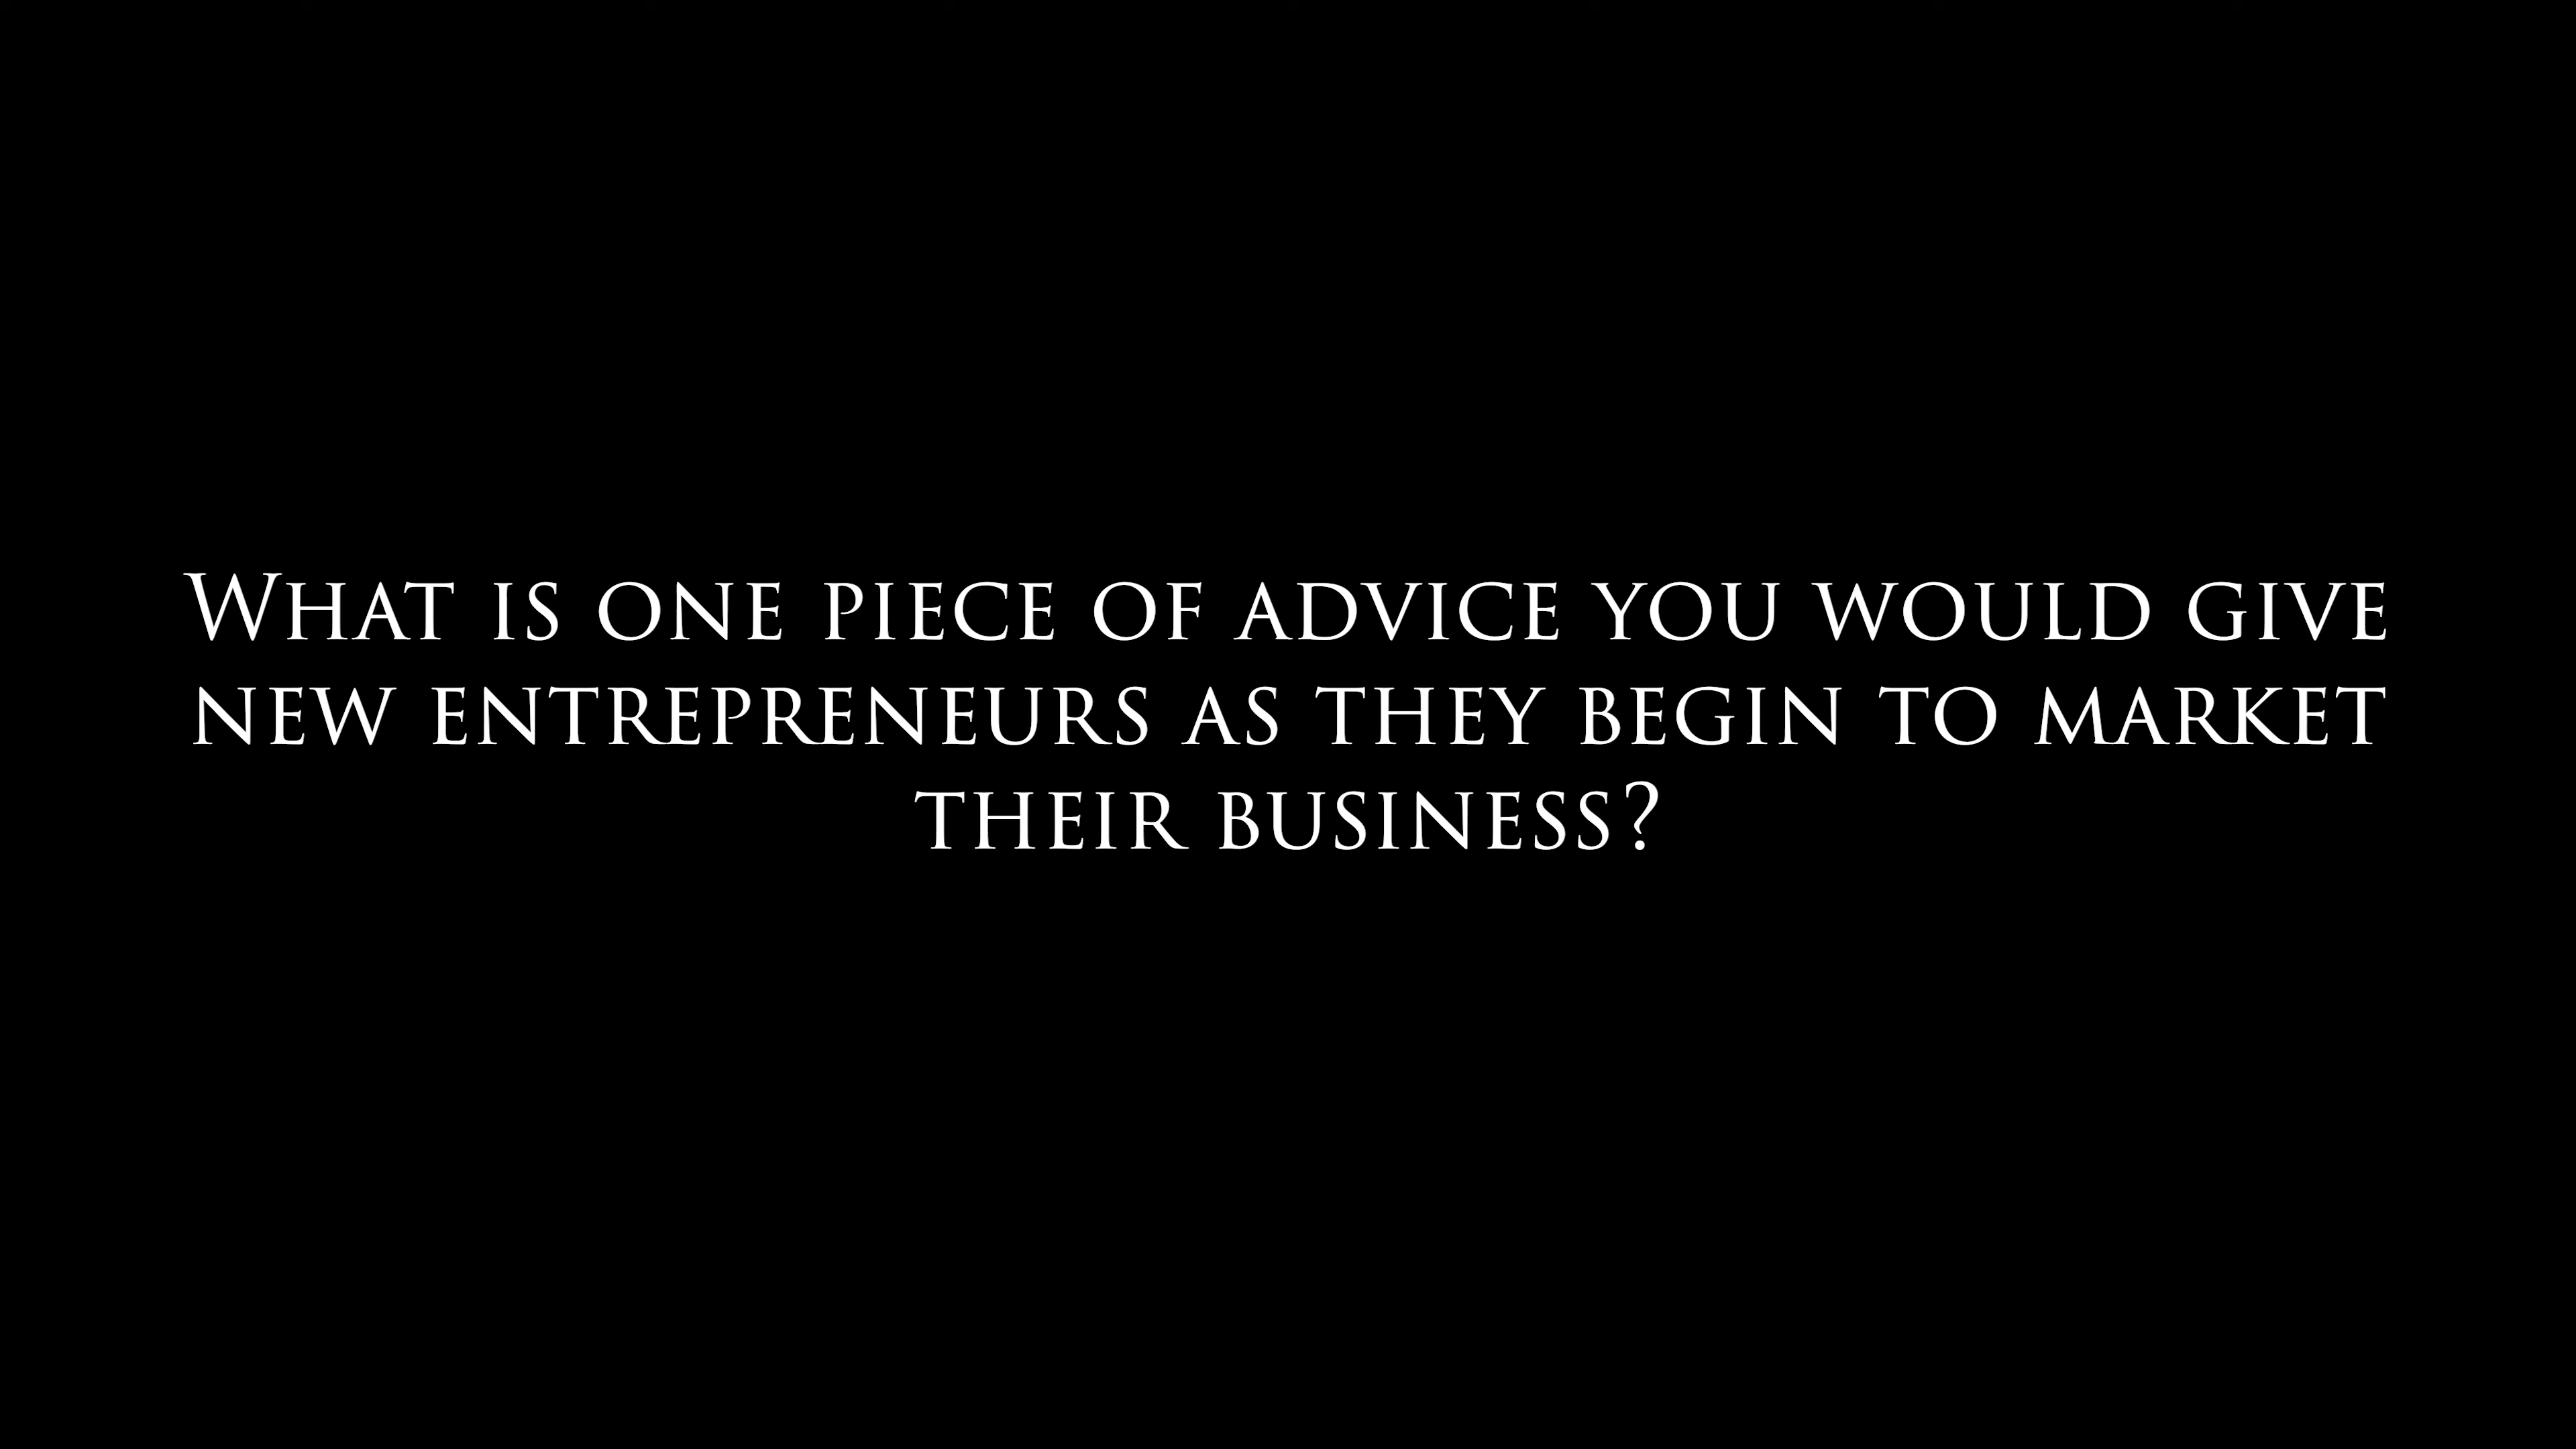 What is one piece of advice you would give
new entrepreneurs as they begin to market
their business?